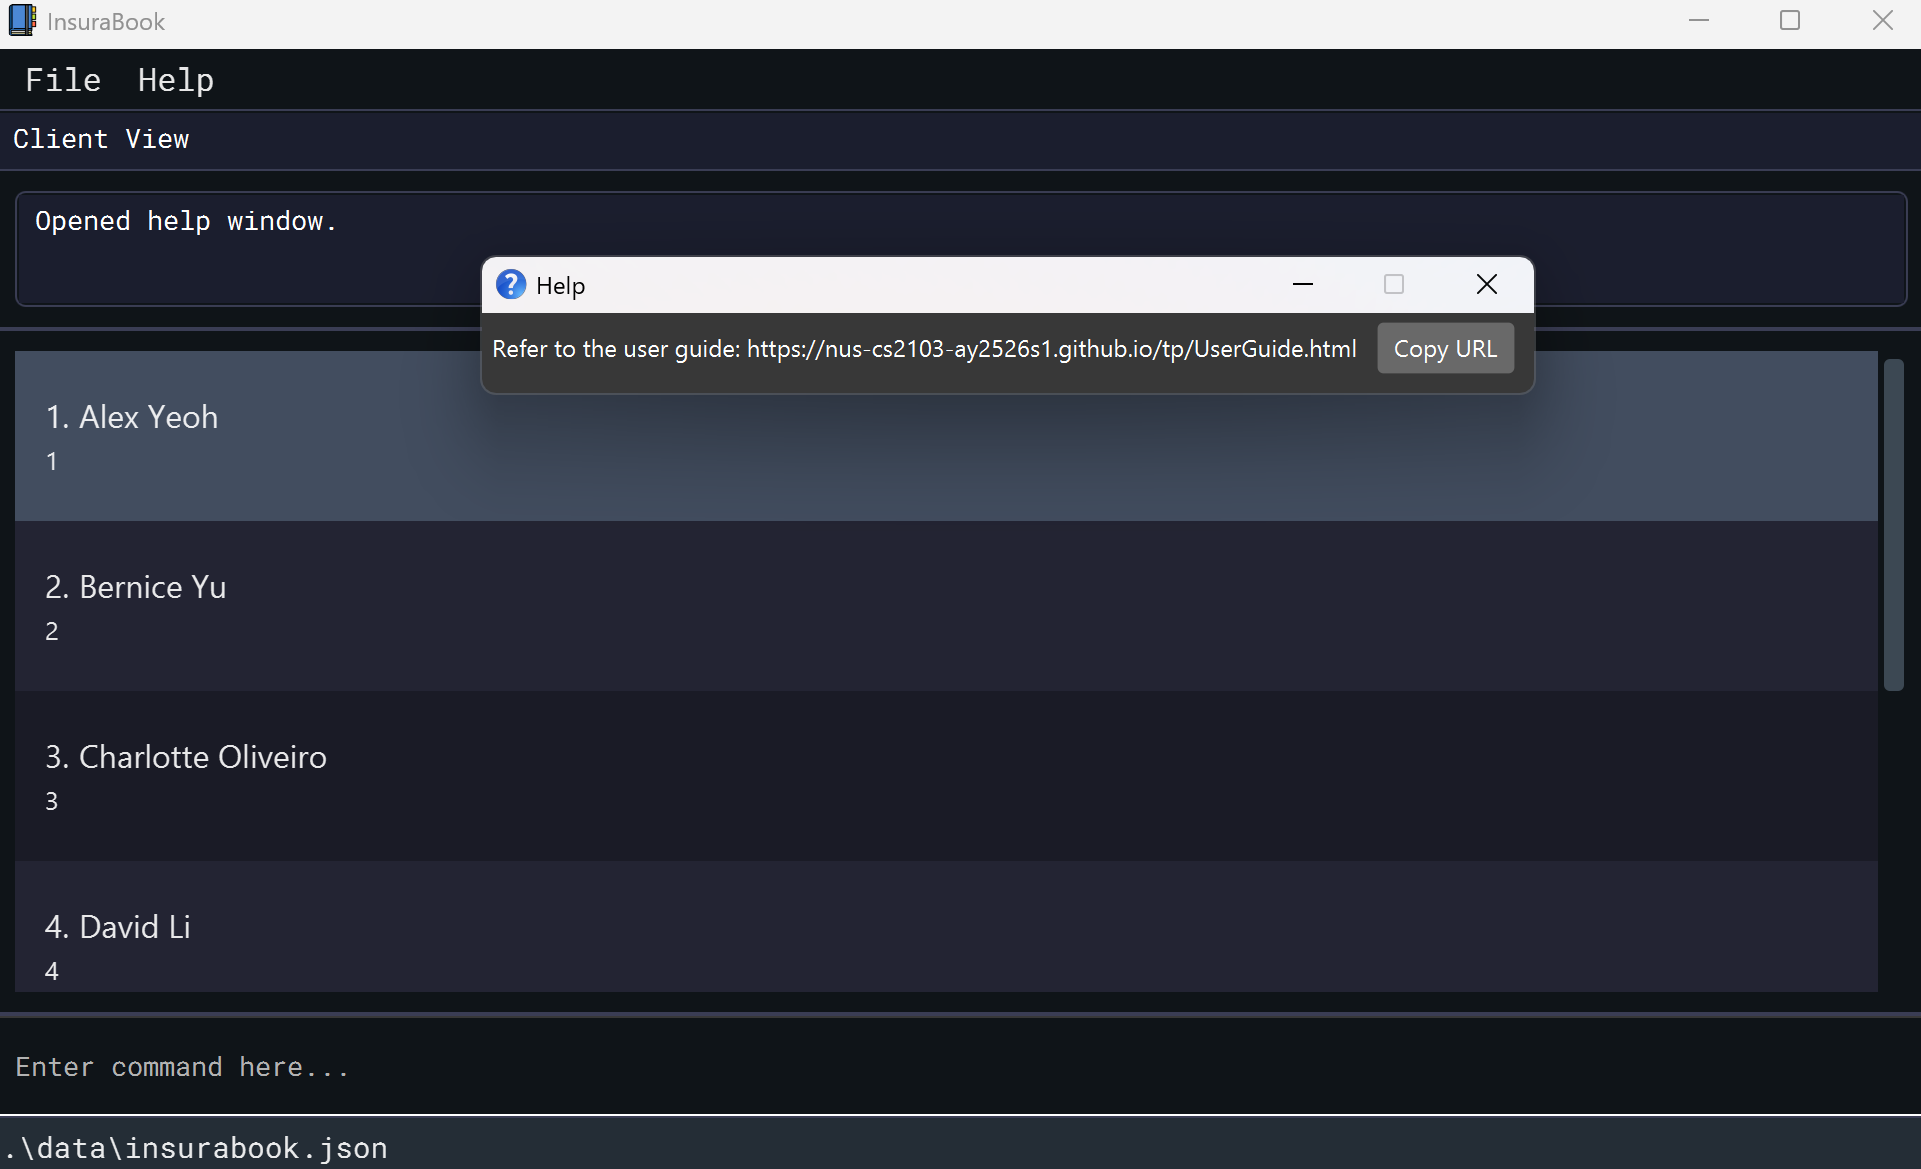 InsuraBook
File Help
Client View
Opened help window.
Help
Refer to the user guide: https://nus-cs2103-ay2526s1.github.io/tp/UserGuide.html Copy URL
1. Alex Yeoh
1
2. Bernice Yu
2
3. Charlotte Oliveiro
3
4. David Li
4
Enter command here...
.\data\insurabook.json